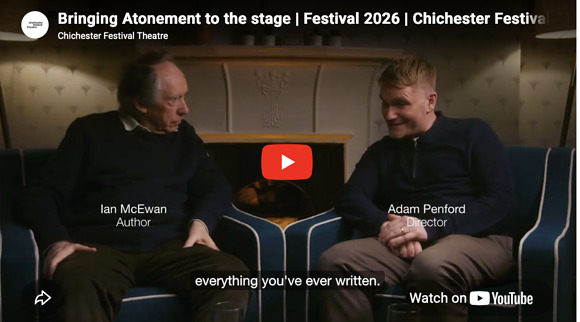 Bringing Atonement to the stage | Festival 2026 | Chichester Festival
Chichester Festival Theatre
Ian McEwan
Author
Adam Penford
Director
everything you've ever written.
Watch on YouTube